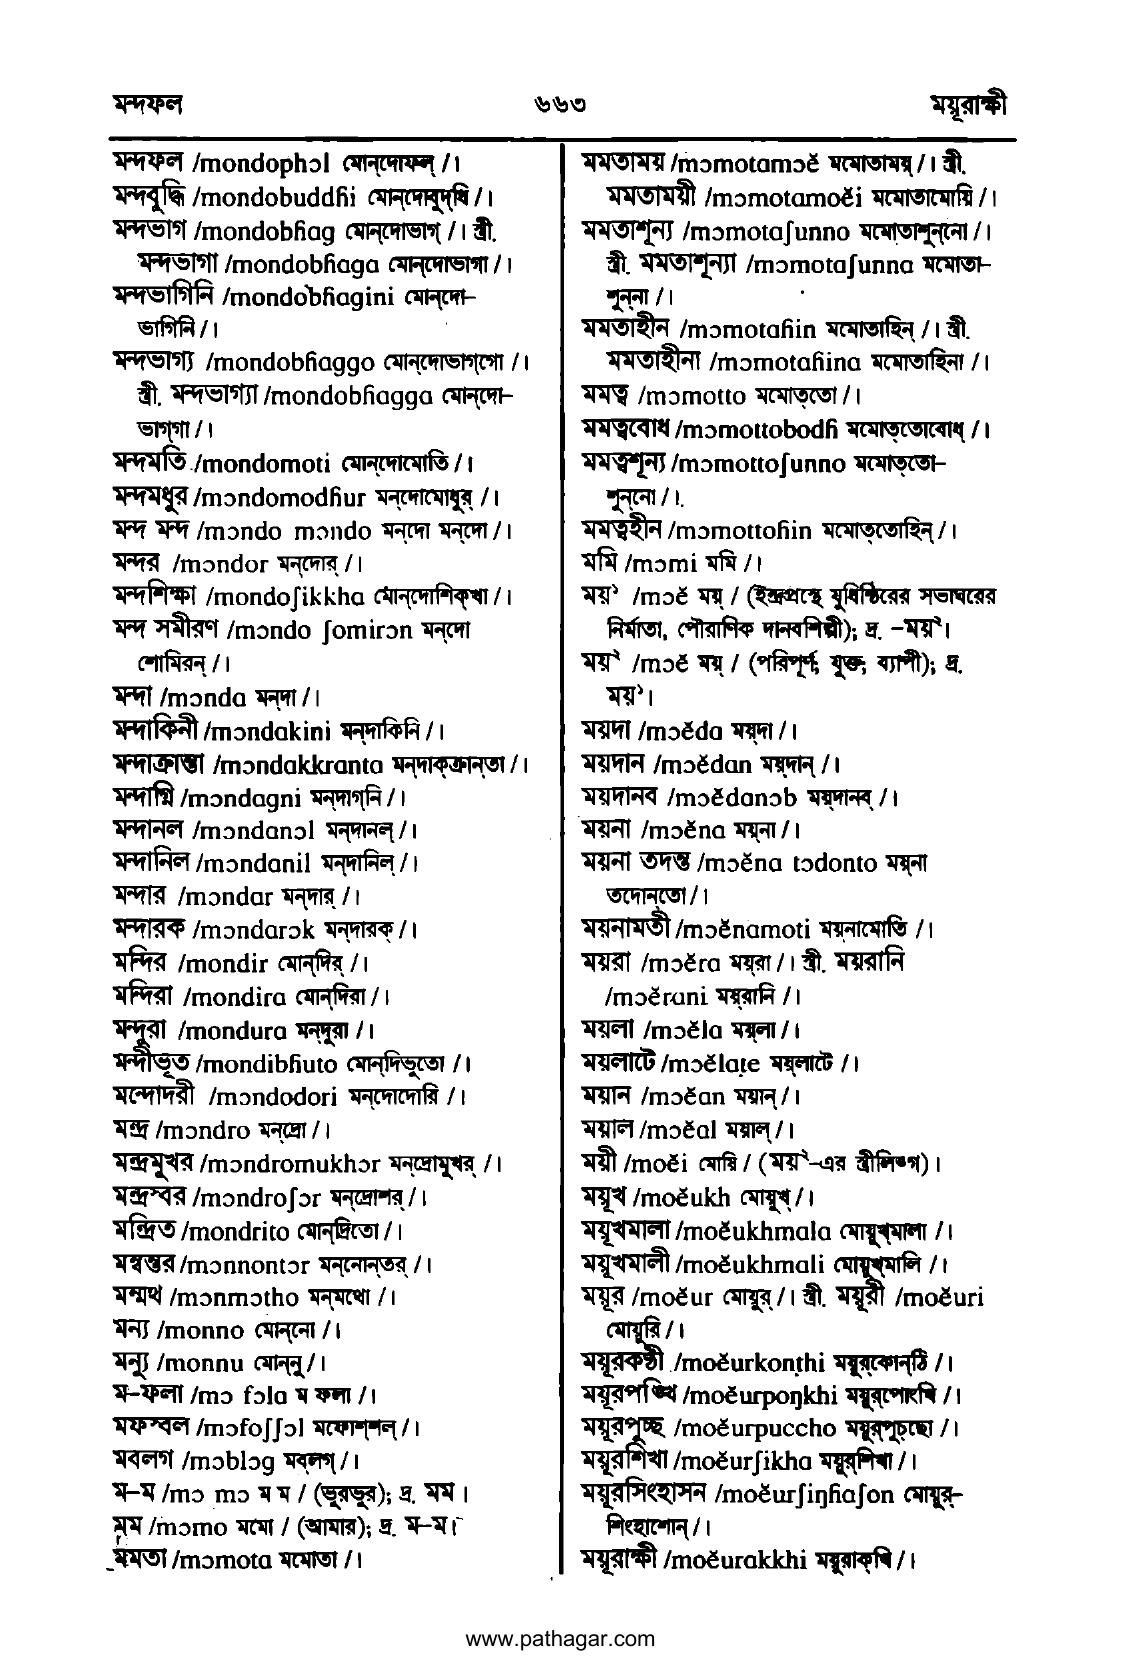 মন্দফল ৬৬৩ ময়ূরাক্ষী
মন্দফল /mondophɔl মোন্‌দোফল্ /।
মন্দবুদ্ধি /mondobuddɦi মোন্‌দোবুদ্‌ধি /।
মন্দভাগ /mondobɦag মোন্‌দোভাগ্ /। স্ত্রী.
মন্দভাগা /mondobɦaga মোন্‌দোভাগা /।
মন্দভাগিনি /mondobɦagini মোন্‌দো–
ভাগিনি /।
মন্দভাগ্য /mondobɦaggo মোন্‌দোভাগ্‌গো /।
স্ত্রী. মন্দভাগ্যা /mondobɦagga মোন্‌দো–
ভাগ্‌গা /।
মন্দমতি /mondomoti মোন্‌দোমোতি /।
মন্দমধুর /mɔndomodɦur মন্‌দোমোধুর্ /।
মন্দ মন্দ /mɔndo mɔndo মন্‌দো মন্‌দো /।
মন্দর /mɔndor মন্‌দোর্ /।
মন্দশিক্ষা /mondoʃikkha মোন্‌দোশিক্‌খা /।
মন্দ সমীরণ /mɔndo ʃomirɔn মন্‌দো
শোমিরন্ /।
মন্দা /mɔnda মন্‌দা /।
মন্দাকিনী /mɔndakini মন্‌দাকিনি /।
মন্দাক্রান্তা /mɔndakkranta মন্‌দাক্‌ক্রান্‌তা /।
মন্দাগ্নি /mɔndagni মন্‌দাগ্‌নি /।
মন্দানল /mɔndanɔl মন্‌দানল্ /।
মন্দানিল /mɔndanil মন্‌দানিল্ /।
মন্দার /mɔndar মন্‌দার্ /।
মন্দারক /mɔndarɔk মন্‌দারক্ /।
মন্দির /mondir মোন্‌দির্ /।
মন্দিরা /mondira মোন্‌দিরা /।
মন্দুরা /mondura মন্‌দুরা /।
মন্দীভূত /mondibɦuto মোন্‌দিভুতো /।
মন্দোদরী /mɔndodori মন্‌দোদোরি /।
মন্দ্র /mɔndro মন্‌দ্রো /।
মন্দ্রমুখর /mɔndromukhɔr মন্‌দ্রোমুখর্ /।
মন্দ্রস্বর /mɔndroʃɔr মন্‌দ্রোশর্ /।
মন্দ্রিত /mondrito মোন্‌দ্রিতো /।
মন্বন্তর /mɔnnontɔr মন্‌নোন্‌তর্ /।
মন্মথ /mɔnmɔtho মন্‌মথো /।
মন্য /monno মোন্‌নো /।
মন্যু /monnu মোন্‌নু /।
ম–ফলা /mɔ fɔla ম ফলা /।
মফস্বল /mɔfoʃʃɔl মফোশ্‌শল্ /।
মবলগ /mɔblɔg মব্‌লগ্ /।
ম–ম /mɔ mɔ ম ম / (ভুরভুর); দ্র. মম ।
মম /mɔmo মমো / (আমার); দ্র. ম–ম।
মমতা /mɔmota মমোতা /।
মমতাময় /mɔmotamɔĕ মমোতাময়্ /। স্ত্রী.
মমতাময়ী /mɔmotamoĕi মমোতামোয়ি /।
মমতাশূন্য /mɔmotaʃunno মমোতাশুন্‌নো /।
স্ত্রী. মমতাশূন্যা /mɔmotaʃunna মমোতা–
শুন্‌না /।
মমতাহীন /mɔmotaɦin মমোতাহিন্ /। স্ত্রী.
মমতাহীনা /mɔmotaɦina মমোতাহিনা /।
মমত্ব /mɔmotto মমোত্‌তো /।
মমত্ববোধ /mɔmottobodɦ মমোত্‌তোবোধ্ /।
মমত্বশূন্য /mɔmottoʃunno মমোত্‌তো–
শুন্‌নো /।
মমত্বহীন /mɔmottoɦin মমোত্‌তোহিন্ /।
মমি /mɔmi মমি /।
ময়¹ /mɔĕ ময়্ / (ইন্দ্রপ্রস্থে যুধিষ্ঠিরের সভাঘরের
নির্মাতা, পৌরাণিক দানবশিল্পী); দ্র. –ময়²।
ময়² /mɔĕ ময়্ / (পরিপূর্ণ, যুক্ত, ব্যাপী); দ্র.
ময়¹।
ময়দা /mɔĕda ময়্‌দা /।
ময়দান /mɔĕdan ময়্‌দান্ /।
ময়দানব /mɔĕdanɔb ময়্‌দানব্ /।
ময়না /mɔĕna ময়্‌না /।
ময়না তদন্ত /mɔĕna tɔdonto ময়্‌না
তদোন্‌তো /।
ময়নামতী /mɔĕnamoti ময়্‌নামোতি /।
ময়রা /mɔĕra ময়্‌রা /। স্ত্রী. ময়রানি
/mɔĕrani ময়্‌রানি /।
ময়লা /mɔĕla ময়্‌লা /।
ময়লাটে /mɔĕlaṭe ময়্‌লাটে /।
ময়ান /mɔĕan ময়ান্ /।
ময়াল /mɔĕal ময়াল্ /।
ময়ী /moĕi মোয়ি / (ময়²–এর স্ত্রীলিঙ্গ)।
ময়ূখ /moĕukh মোয়ুখ্ /।
ময়ূখমালা /moĕukhmala মোয়ুখ্‌মালা /।
ময়ূখমালী /moĕukhmali মোয়ুখ্‌মালি /।
ময়ূর /moĕur মোয়ুর্ /। স্ত্রী. ময়ূরী /moĕuri
মোয়ুরি /।
ময়ূরকণ্ঠী /moĕurkoṇthi ময়ুর্‌কোন্‌ঠি /।
ময়ূরপঙ্খি /moĕurpoŋkhi ময়ুর্‌পোংখি /।
ময়ূরপুচ্ছ /moĕurpuccho ময়ুর্‌পুচ্‌ছো /।
ময়ূরশিখা /moĕurʃikha ময়ুর্‌শিখা /।
ময়ূরসিংহাসন /moĕurʃiŋɦaʃon মোয়ুর্–
শিংহাশোন্ /।
ময়ূরাক্ষী /moĕurakkhi ময়ুরাক্‌খি /।
www.pathagar.com